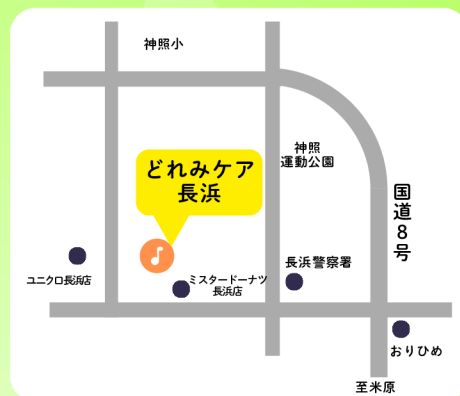 神照小
神照
運動公園
どれみケア
長浜
国道8号
ユニクロ長浜店
ミスタードーナツ
長浜店
長浜警察署
おりひめ
至米原